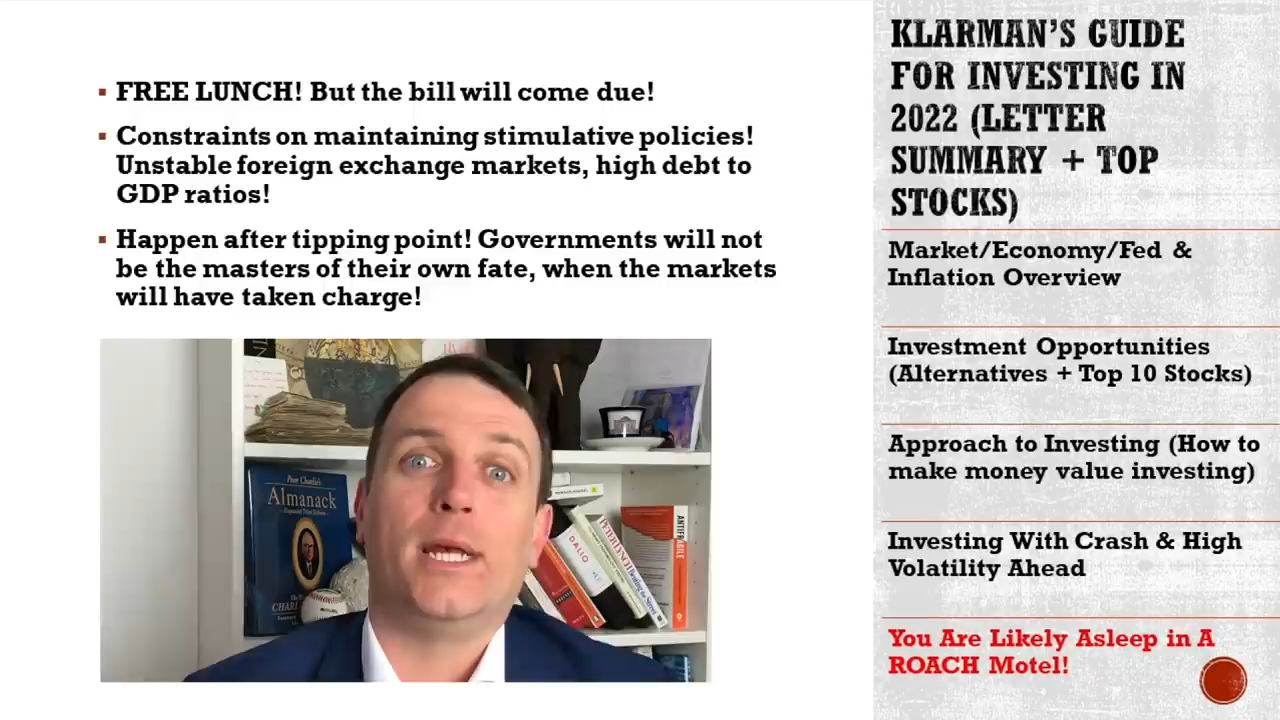 FREE LUNCH! But the bill will come due!
Constraints on maintaining stimulative policies!
Unstable foreign exchange markets, high debt to
GDP ratios!
Happen after tipping point! Governments will not
be the masters of their own fate, when the markets
will have taken charge!
Poor Charlie's
Almanack
DALIO
ANTIFRAGILE
KLARMAN'S GUIDE
FOR INVESTING IN
2022 (LETTER
SUMMARY + TOP
STOCKS)
Market/Economy/Fed &
Inflation Overview
Investment Opportunities
(Alternatives + Top 10 Stocks)
Approach to Investing (How to
make money value investing)
Investing With Crash & High
Volatility Ahead
You Are Likely Asleep in A
ROACH Motel!